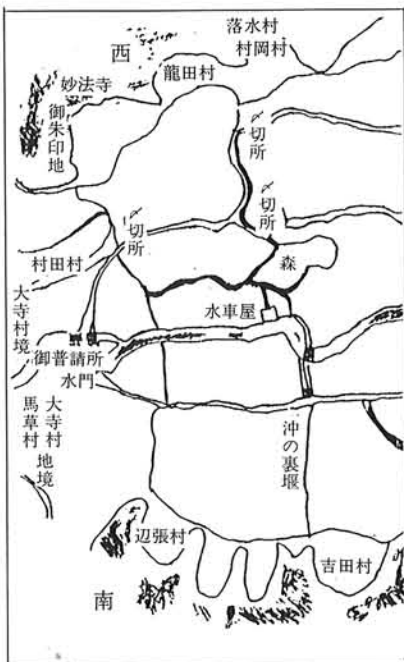 西
落水村
村岡村
龍田村
妙法寺
御朱印地
〆切所
〆切所
〆切所
森
村田村
水車屋
大寺村境
御普請所
水門
大寺村
馬草村
地境
沖の裏堰
辺張村
吉田村
南